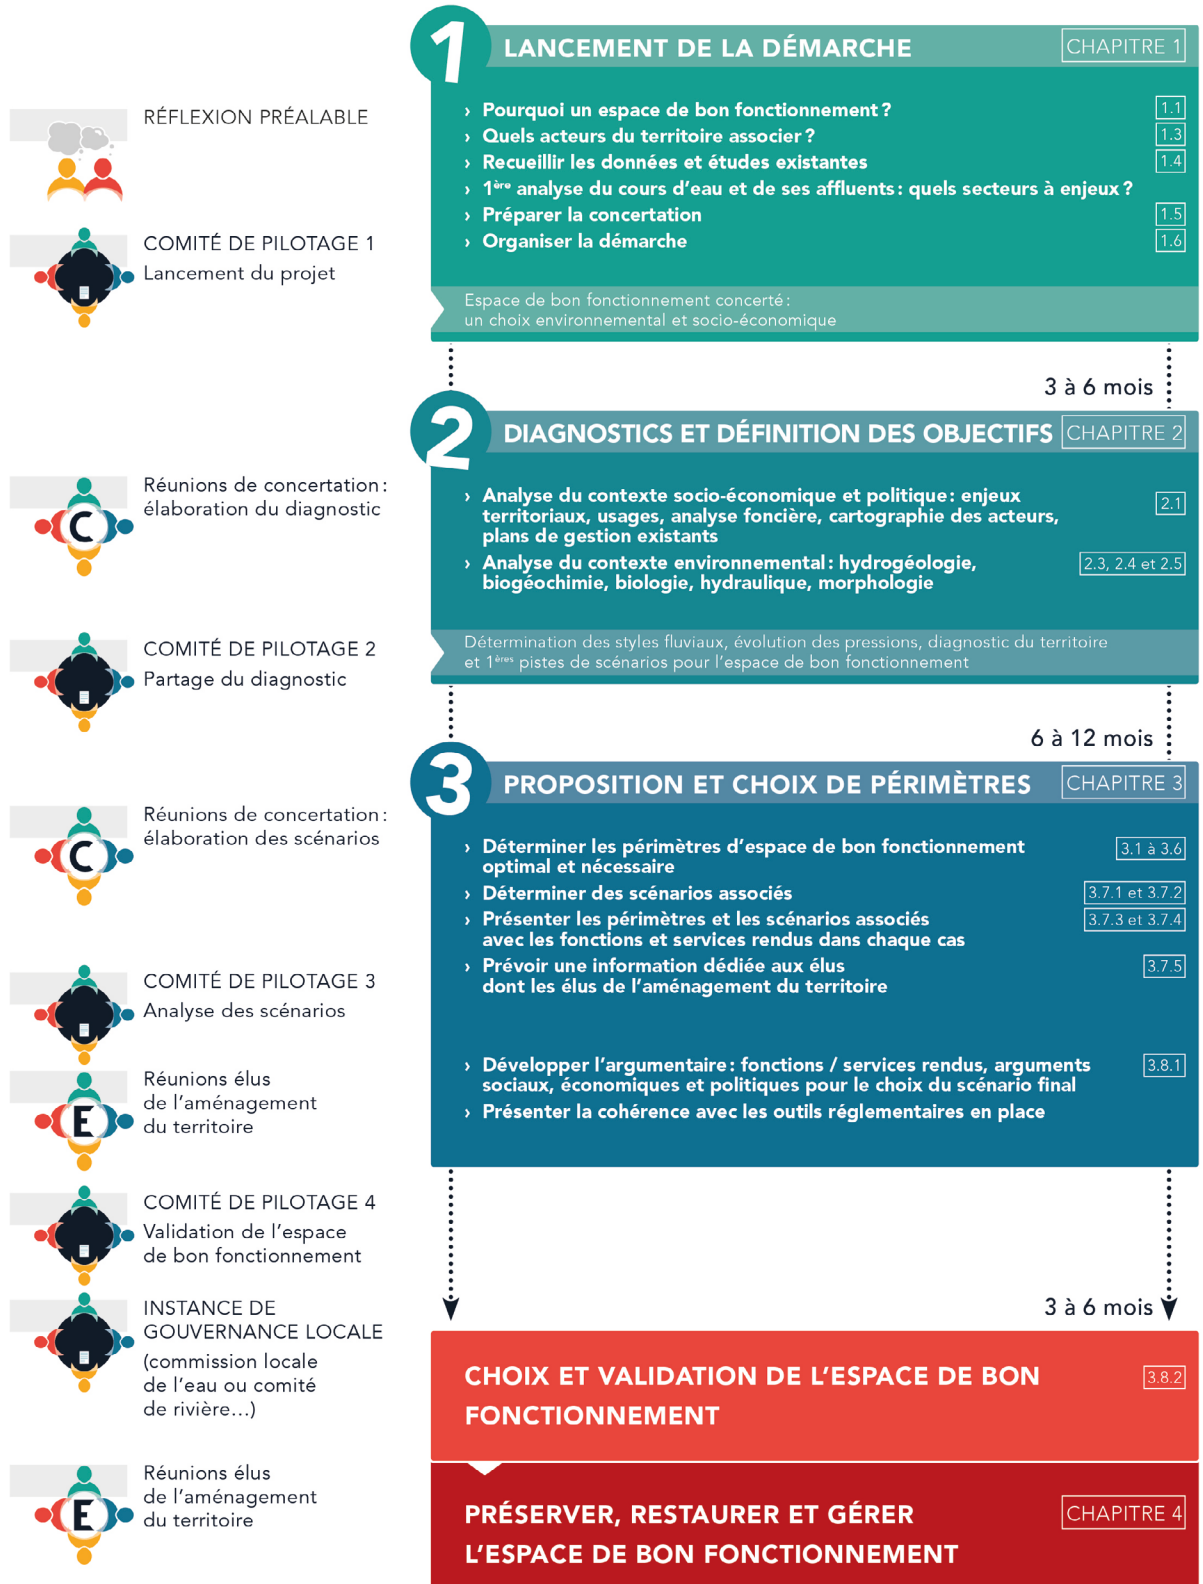 1 LANCEMENT DE LA DÉMARCHE CHAPITRE 1
RÉFLEXION PRÉALABLE
› Pourquoi un espace de bon fonctionnement ? 1.1
› Quels acteurs du territoire associer ? 1.3
› Recueillir les données et études existantes 1.4
› 1ère analyse du cours d’eau et de ses affluents : quels secteurs à enjeux ?
› Préparer la concertation 1.5
› Organiser la démarche 1.6
COMITÉ DE PILOTAGE 1
Lancement du projet
Espace de bon fonctionnement concerté :
un choix environnemental et socio-économique
3 à 6 mois
2 DIAGNOSTICS ET DÉFINITION DES OBJECTIFS CHAPITRE 2
C
Réunions de concertation :
élaboration du diagnostic
› Analyse du contexte socio-économique et politique : enjeux 2.1
territoriaux, usages, analyse foncière, cartographie des acteurs,
plans de gestion existants
› Analyse du contexte environnemental : hydrogéologie, 2.3, 2.4 et 2.5
biogéochimie, biologie, hydraulique, morphologie
COMITÉ DE PILOTAGE 2
Partage du diagnostic
Détermination des styles fluviaux, évolution des pressions, diagnostic du territoire
et 1ères pistes de scénarios pour l’espace de bon fonctionnement
6 à 12 mois
3 PROPOSITION ET CHOIX DE PÉRIMÈTRES CHAPITRE 3
C
Réunions de concertation :
élaboration des scénarios
› Déterminer les périmètres d’espace de bon fonctionnement 3.1 à 3.6
optimal et nécessaire
› Déterminer des scénarios associés 3.7.1 et 3.7.2
› Présenter les périmètres et les scénarios associés 3.7.3 et 3.7.4
avec les fonctions et services rendus dans chaque cas
› Prévoir une information dédiée aux élus 3.7.5
dont les élus de l’aménagement du territoire
COMITÉ DE PILOTAGE 3
Analyse des scénarios
E
Réunions élus
de l’aménagement
du territoire
› Développer l’argumentaire : fonctions / services rendus, arguments 3.8.1
sociaux, économiques et politiques pour le choix du scénario final
› Présenter la cohérence avec les outils réglementaires en place
COMITÉ DE PILOTAGE 4
Validation de l’espace
de bon fonctionnement
INSTANCE DE
GOUVERNANCE LOCALE
(commission locale
de l’eau ou comité
de rivière…)
3 à 6 mois
CHOIX ET VALIDATION DE L’ESPACE DE BON 3.8.2
FONCTIONNEMENT
E
Réunions élus
de l’aménagement
du territoire
PRÉSERVER, RESTAURER ET GÉRER CHAPITRE 4
L’ESPACE DE BON FONCTIONNEMENT